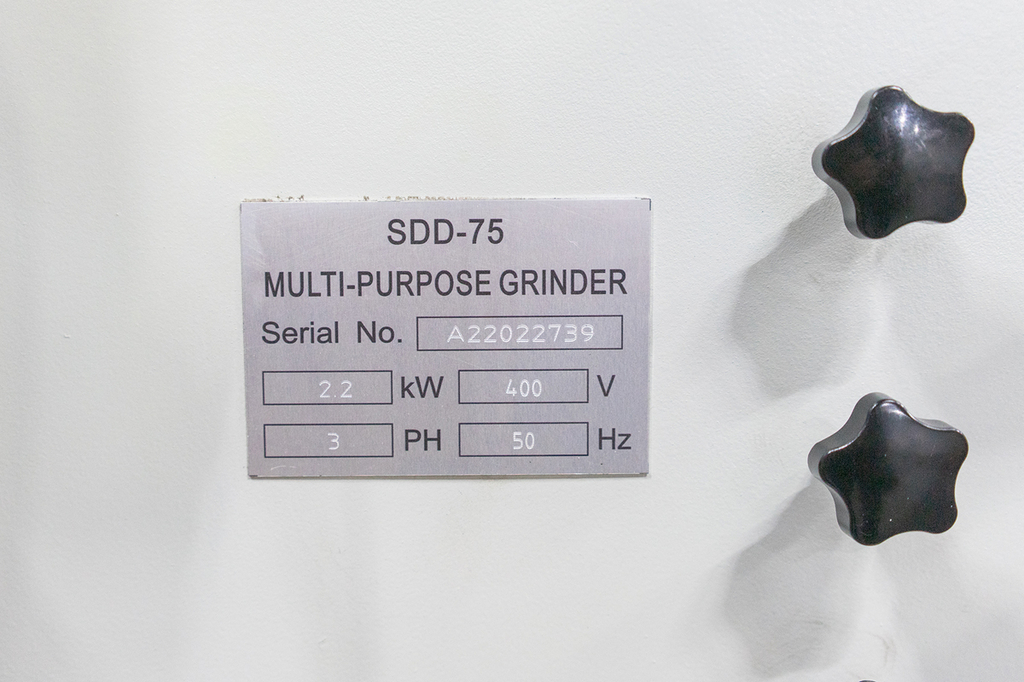 SDD-75
MULTI-PURPOSE GRINDER
Serial No. A22022739
2.2 kW 400 V
3 PH 50 Hz